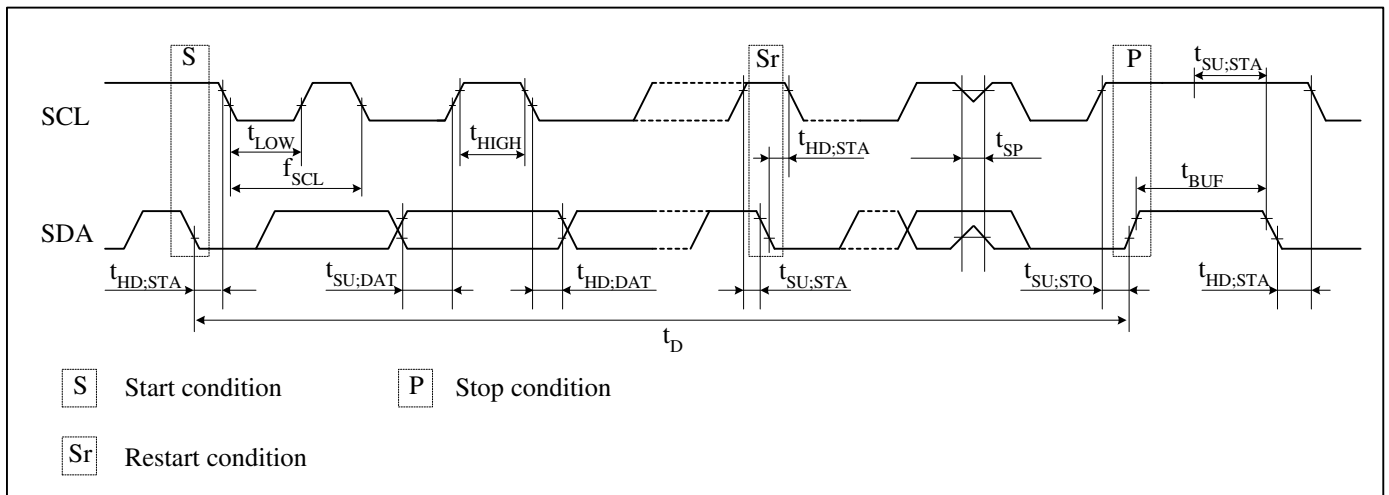 S Sr P t_SU;STA
SCL
t_LOW t_HIGH t_HD;STA t_SP
f_SCL t_BUF
SDA
t_HD;STA t_SU;DAT t_HD;DAT t_SU;STA t_SU;STO t_HD;STA
t_D
S Start condition P Stop condition
Sr Restart condition